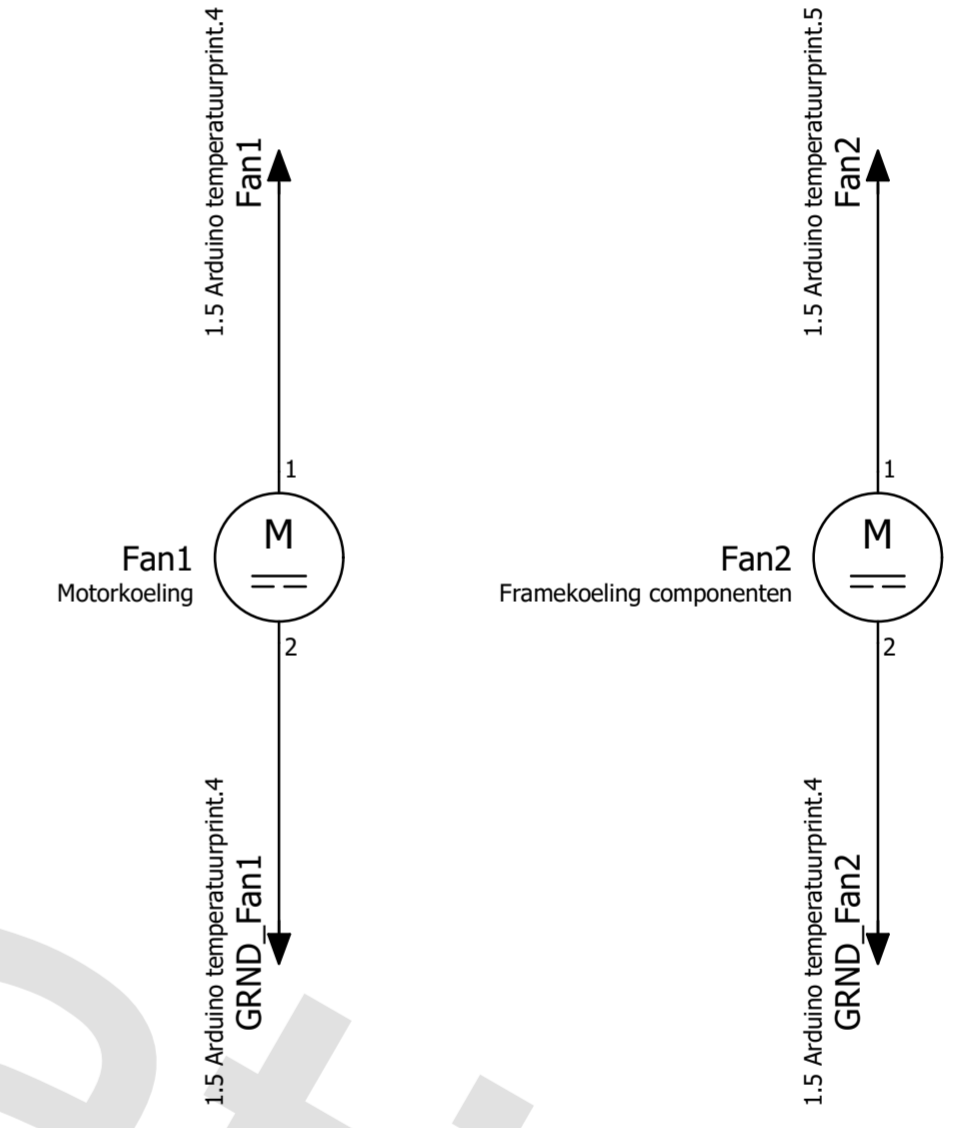 1.5 Arduino temperatuurprint.4
Fan1
1.5 Arduino temperatuurprint.5
Fan2
1
M
Fan1
Motorkoeling
2
1
M
Fan2
Framekoeling componenten
2
1.5 Arduino temperatuurprint.4
GRND_Fan1
1.5 Arduino temperatuurprint.4
GRND_Fan2